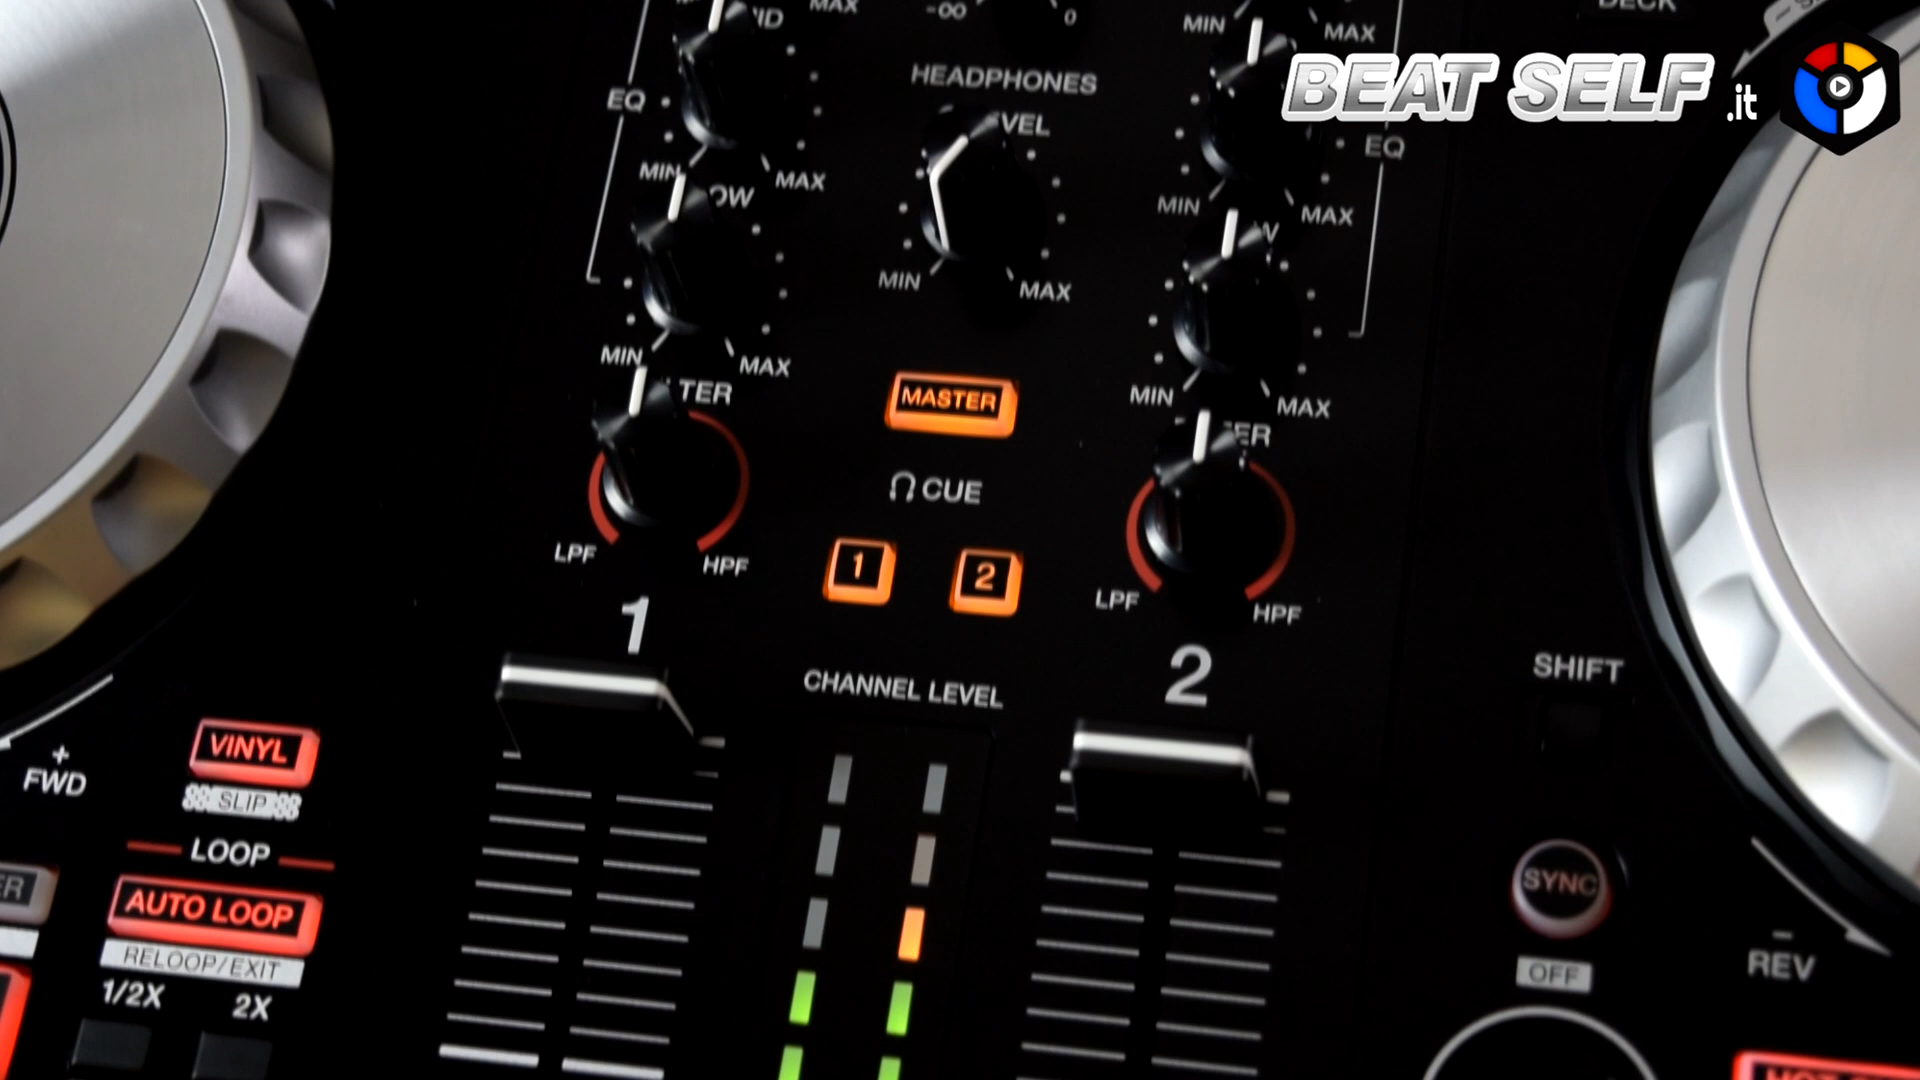 MAX
-∞
0
MIN
MAX
DECK
BEAT SELF.it
HEADPHONES
EQ
EQ
MIN
MAX
MIN
MAX
MIN
MAX
MIN
MAX
MIN
MAX
MASTER
CUE
1
2
LPF
HPF
LPF
HPF
1
2
CHANNEL LEVEL
SHIFT
+
FWD
VINYL
SLIP
LOOP
AUTO LOOP
RELOOP/EXIT
1/2X
2X
SYNC
OFF
-
REV